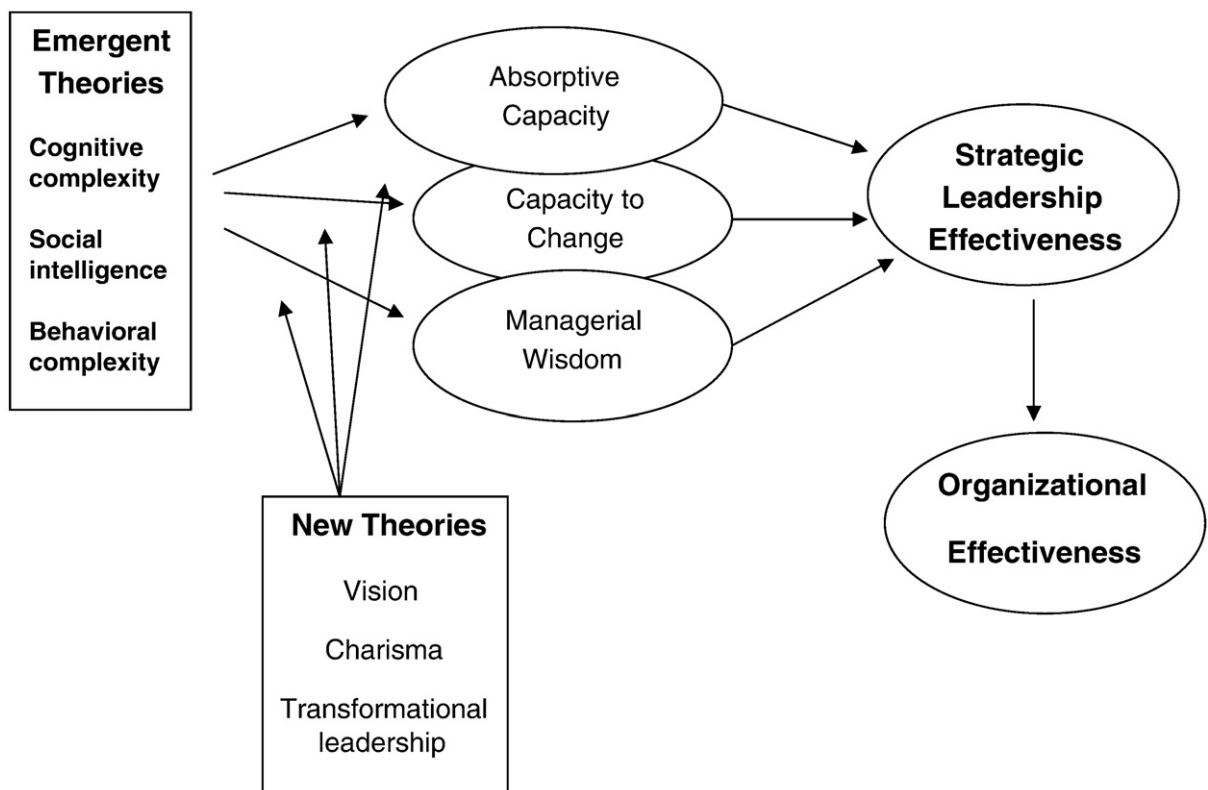 Emergent
Theories
Cognitive
complexity
Social
intelligence
Behavioral
complexity
Absorptive
Capacity
Capacity to
Change
Managerial
Wisdom
Strategic
Leadership
Effectiveness
Organizational
Effectiveness
New Theories
Vision
Charisma
Transformational
leadership